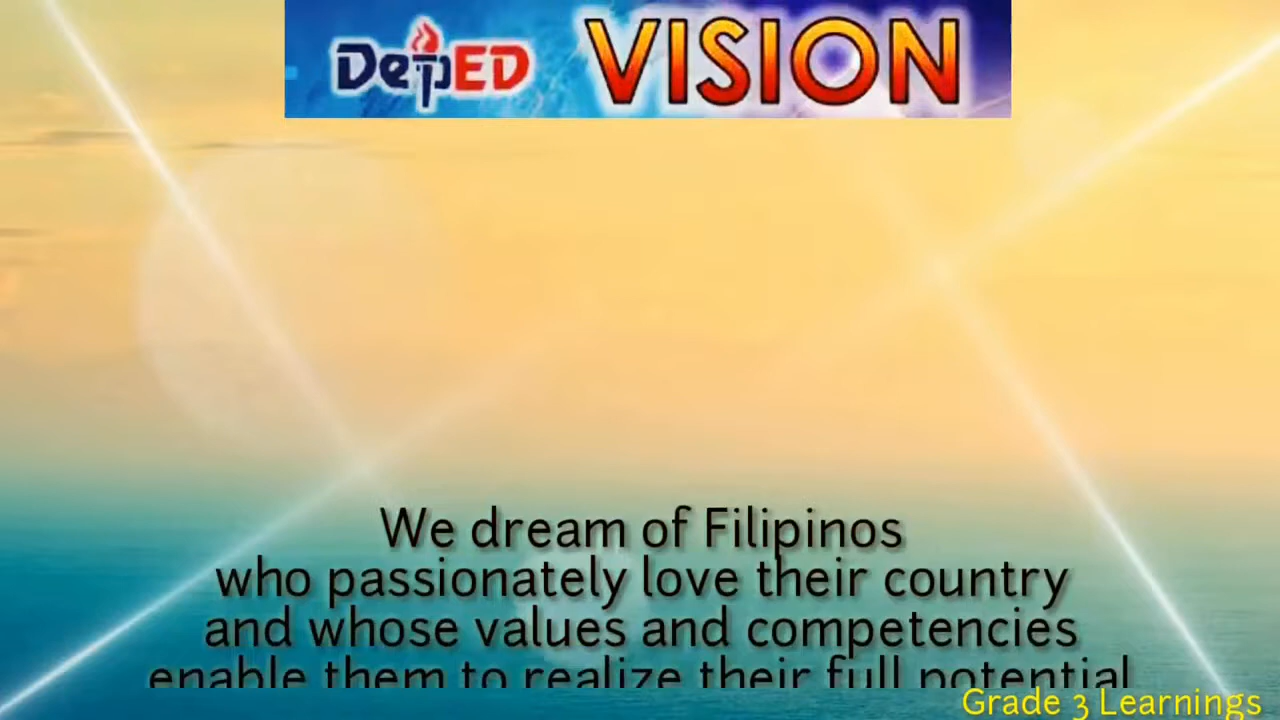 DepED VISION
We dream of Filipinos
who passionately love their country
and whose values and competencies
enable them to realize their full potential
Grade 3 Learnings